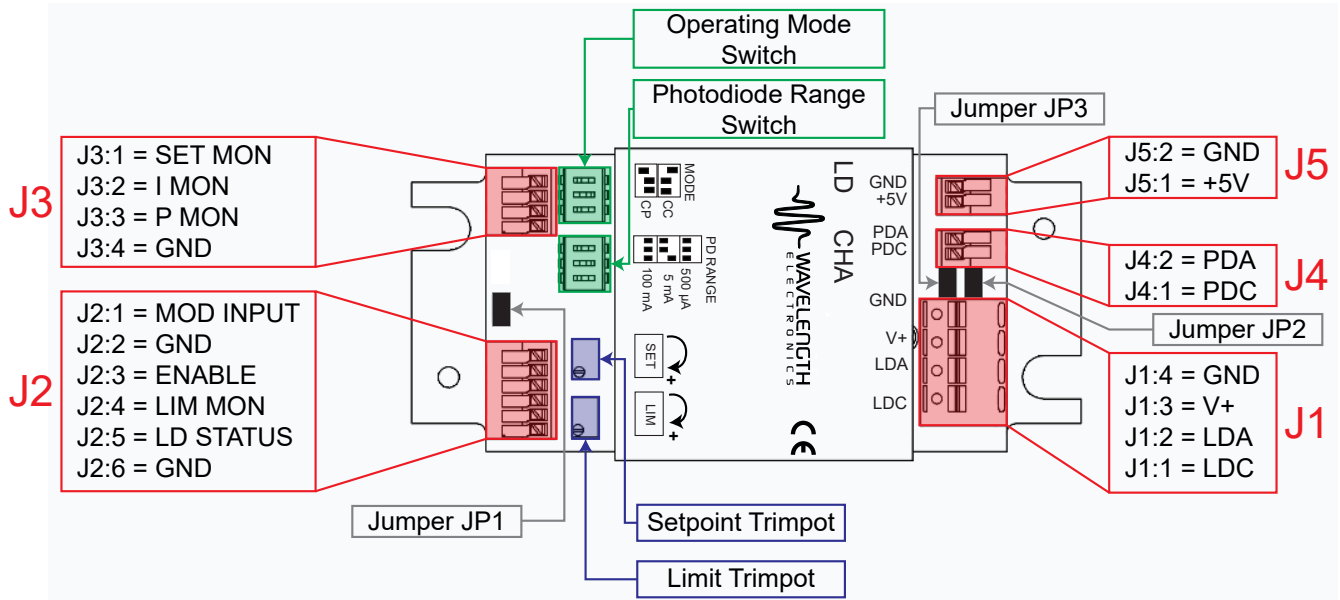 Operating Mode
Switch
Photodiode Range
Switch
Jumper JP3
J3
J3:1 = SET MON
J3:2 = I MON
J3:3 = P MON
J3:4 = GND
J2
J2:1 = MOD INPUT
J2:2 = GND
J2:3 = ENABLE
J2:4 = LIM MON
J2:5 = LD STATUS
J2:6 = GND
MODE
CC
CP
PD RANGE
500 µA
5 mA
100 mA
SET
+
LIM
+
WAVELENGTH
ELECTRONICS
CE
LD CHA
GND
+5V
PDA
PDC
GND
V+
LDA
LDC
J5:2 = GND
J5:1 = +5V
J5
J4:2 = PDA
J4:1 = PDC
J4
Jumper JP2
J1:4 = GND
J1:3 = V+
J1:2 = LDA
J1:1 = LDC
J1
Jumper JP1
Setpoint Trimpot
Limit Trimpot